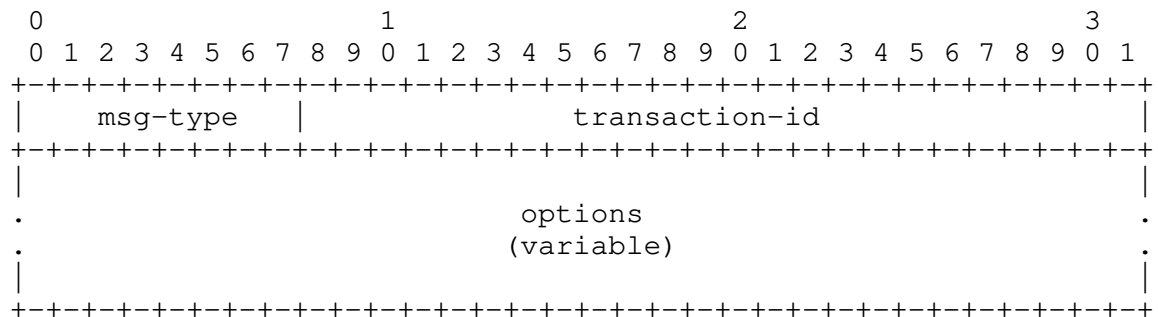 0                   1                   2                   3
 0 1 2 3 4 5 6 7 8 9 0 1 2 3 4 5 6 7 8 9 0 1 2 3 4 5 6 7 8 9 0 1
+-+-+-+-+-+-+-+-+-+-+-+-+-+-+-+-+-+-+-+-+-+-+-+-+-+-+-+-+-+-+-+-+
|    msg-type   |               transaction-id                  |
+-+-+-+-+-+-+-+-+-+-+-+-+-+-+-+-+-+-+-+-+-+-+-+-+-+-+-+-+-+-+-+-+
|                                                               |
.                            options                            .
.                           (variable)                          .
|                                                               |
+-+-+-+-+-+-+-+-+-+-+-+-+-+-+-+-+-+-+-+-+-+-+-+-+-+-+-+-+-+-+-+-+